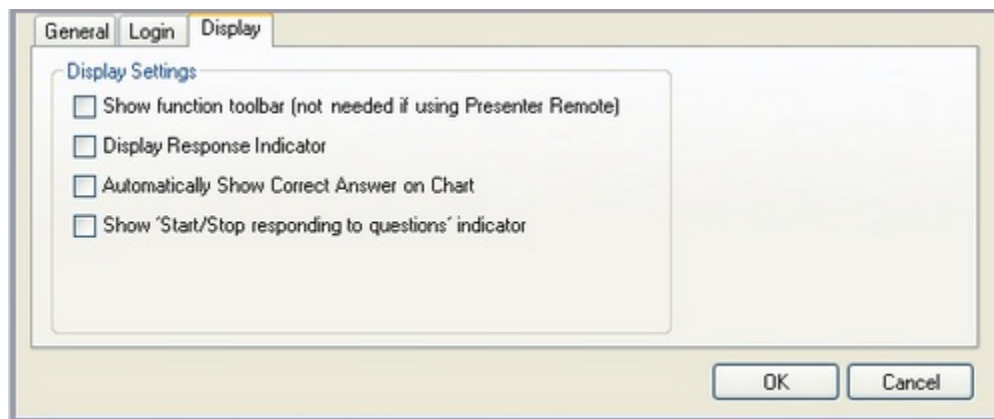 General Login Display
Display Settings
Show function toolbar (not needed if using Presenter Remote)
Display Response Indicator
Automatically Show Correct Answer on Chart
Show 'Start/Stop responding to questions' indicator
OK Cancel